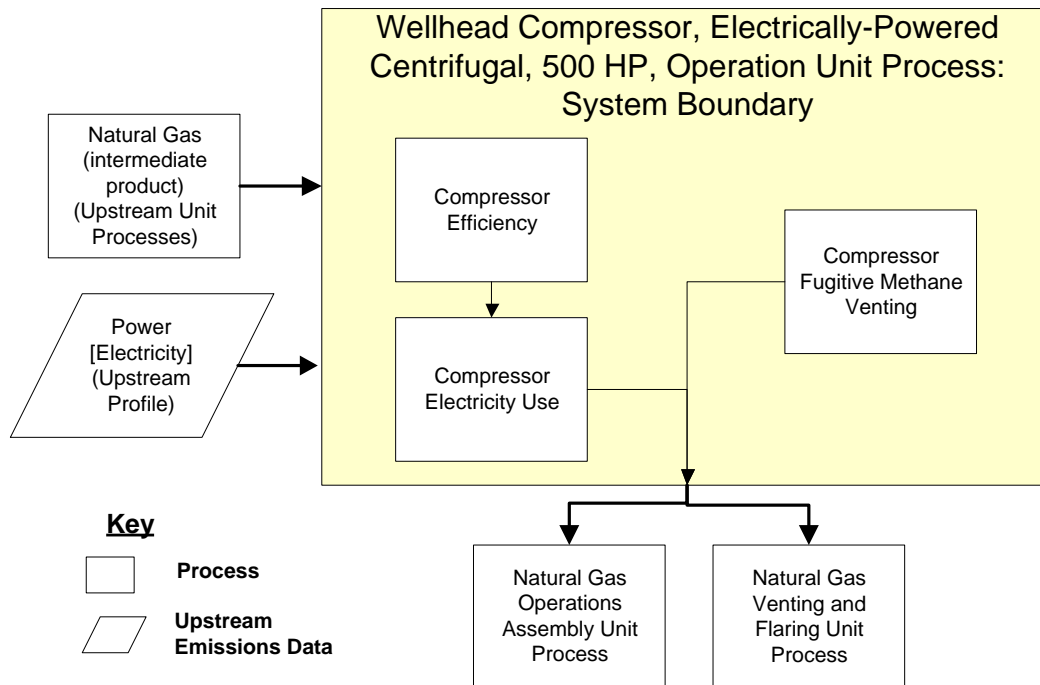 Wellhead Compressor, Electrically-Powered
Centrifugal, 500 HP, Operation Unit Process:
System Boundary
Natural Gas
(intermediate
product)
(Upstream Unit
Processes)
Compressor
Efficiency
Compressor
Fugitive Methane
Venting
Power
[Electricity]
(Upstream
Profile)
Compressor
Electricity Use
Key
Process
Upstream
Emissions Data
Natural Gas
Operations
Assembly Unit
Process
Natural Gas
Venting and
Flaring Unit
Process